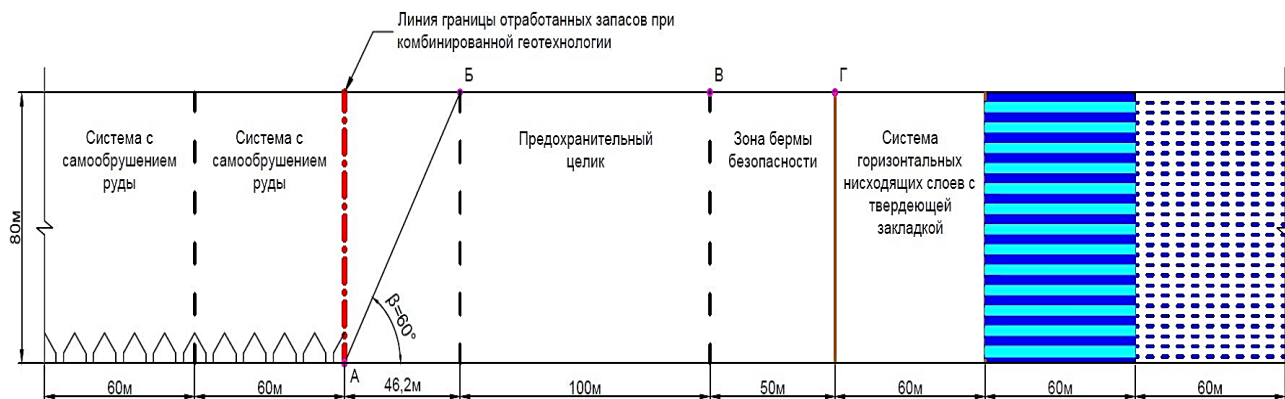 Линия границы отработанных запасов при
комбинированной геотехнологии
Б
В
Г
Система с
самообрушением
руды
Система с
самообрушением
руды
Предохранительный
целик
Зона бермы
безопасности
Система
горизонтальных
нисходящих слоев с
твердеющей
закладкой
80м
β=60°
А
60м
60м
46,2м
100м
50м
60м
60м
60м